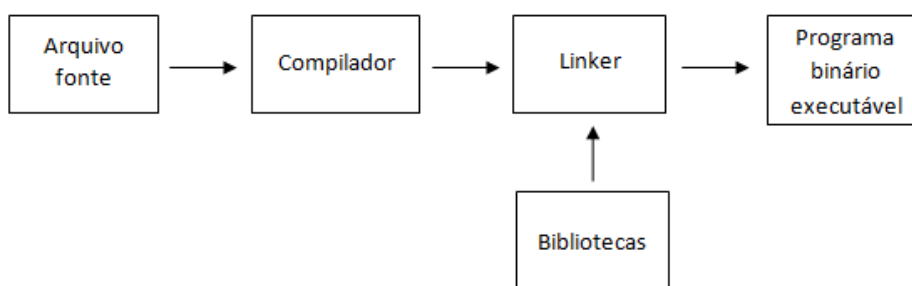 Arquivo
fonte
Compilador
Linker
Programa
binário
executável
Bibliotecas